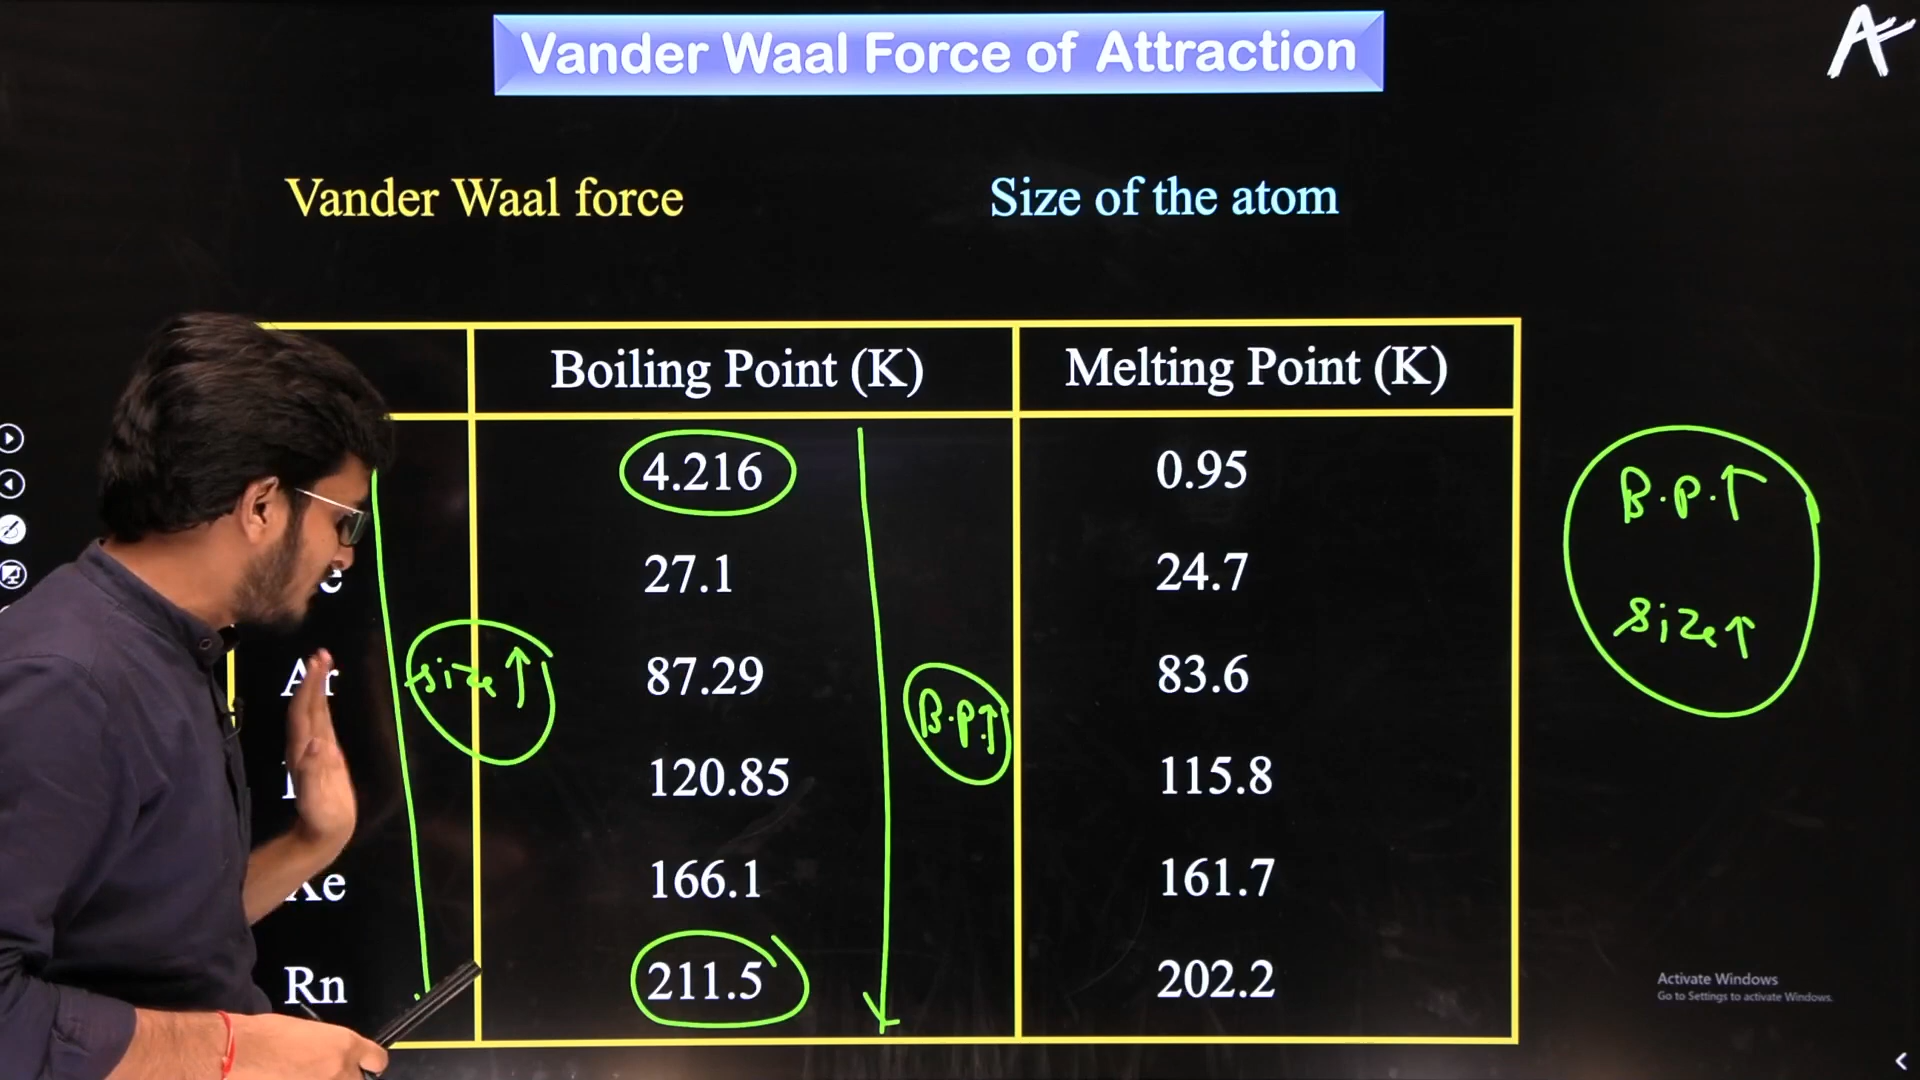 Vander Waal Force of Attraction
Vander Waal force
Size of the atom
Boiling Point (K)
Melting Point (K)
4.216
0.95
27.1
24.7
Ar
size ↑
87.29
B.P.↑
83.6
120.85
115.8
Xe
166.1
161.7
Rn
211.5
202.2
B.P.↑
size ↑
Activate Windows
Go to Settings to activate Windows.